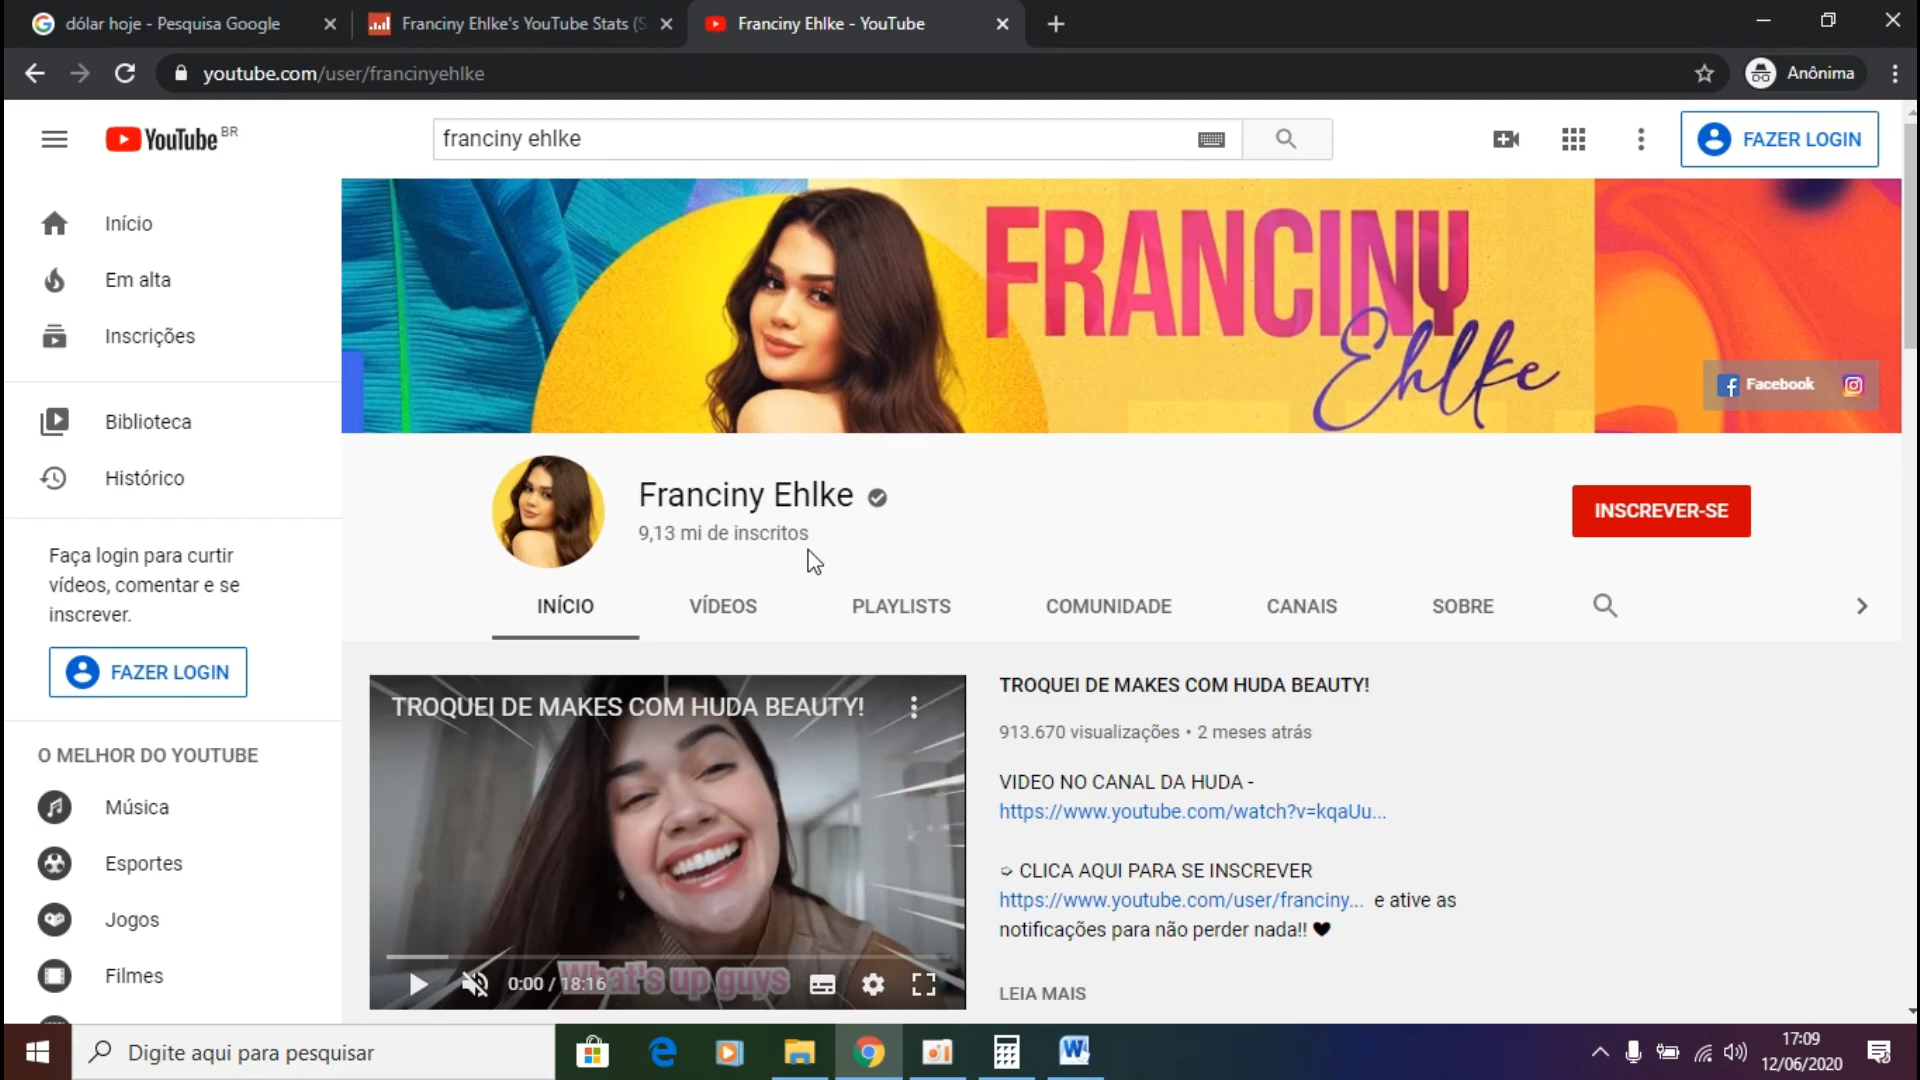 dólar hoje - Pesquisa Google
Franciny Ehlke's YouTube Stats (S
Franciny Ehlke - YouTube
youtube.com/user/francinyehlke
Anônima
YouTube BR
franciny ehlke
FAZER LOGIN
Início
Em alta
Inscrições
Biblioteca
Histórico
Faça login para curtir
vídeos, comentar e se
inscrever.
FAZER LOGIN
O MELHOR DO YOUTUBE
Música
Esportes
Jogos
Filmes
FRANCINY
Ehlke
Facebook
Franciny Ehlke
9,13 mi de inscritos
INSCREVER-SE
INÍCIO
VÍDEOS
PLAYLISTS
COMUNIDADE
CANAIS
SOBRE
TROQUEI DE MAKES COM HUDA BEAUTY!
What's up guys
0:00 / 18:16
TROQUEI DE MAKES COM HUDA BEAUTY!
913.670 visualizações • 2 meses atrás
VIDEO NO CANAL DA HUDA -
https://www.youtube.com/watch?v=kqaUu...
➩ CLICA AQUI PARA SE INSCREVER
https://www.youtube.com/user/franciny... e ative as
notificações para não perder nada!! ♥
LEIA MAIS
Digite aqui para pesquisar
17:09
12/06/2020